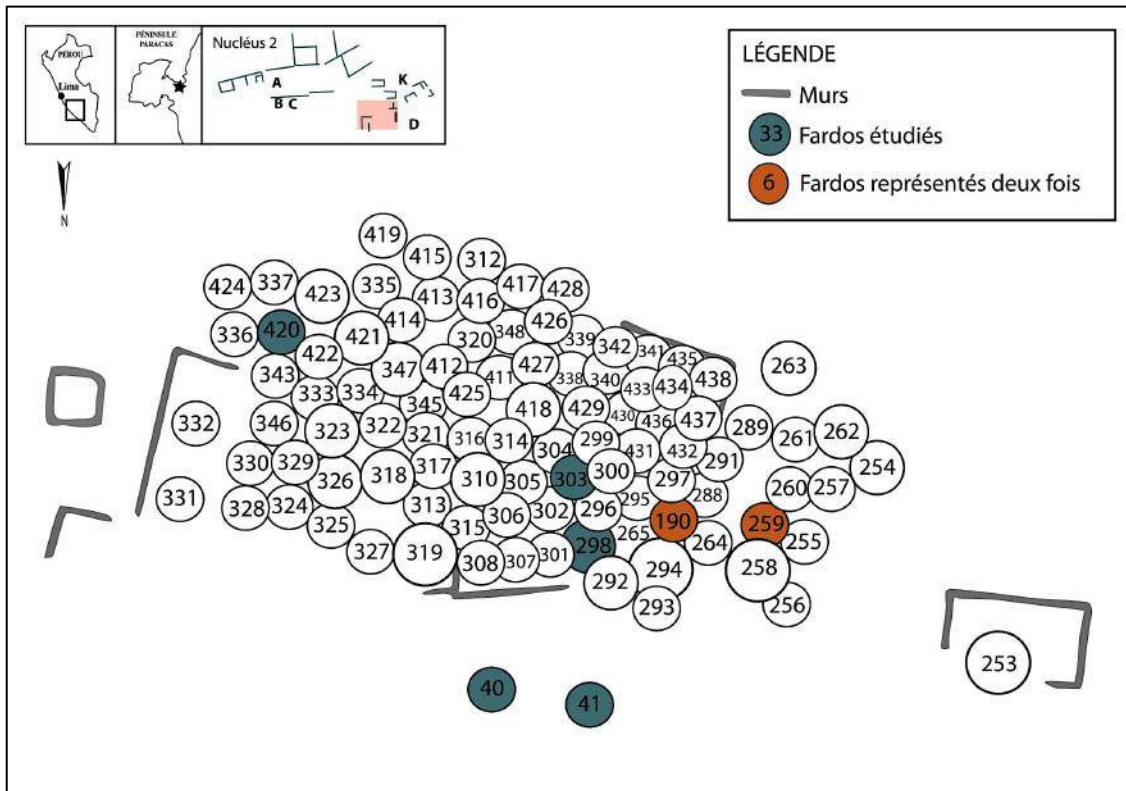 PÉROU
Lima
PÉNINSULE
PARACAS
Nucléus 2
A
B C
K
I
D
N
LÉGENDE
Murs
33 Fardos étudiés
6 Fardos représentés deux fois
419
415
312
424 337 423 335 413 416 417 428
336 420 421 414 320 348 426 339 342 341 435
422 347 412 411 427 338 340 433 434 438 263
343 333 334 345 425 418 429 430 436 437
332 346 323 322 321 316 314 304 299 431 432 289 261 262
330 329 326 318 317 310 305 303 300 297 291 254
331 328 324 325 313 315 306 302 296 295 288 260 257
327 319 308 307 301 298 265 190 264 259 255
292 294 258
293 256
253
40
41